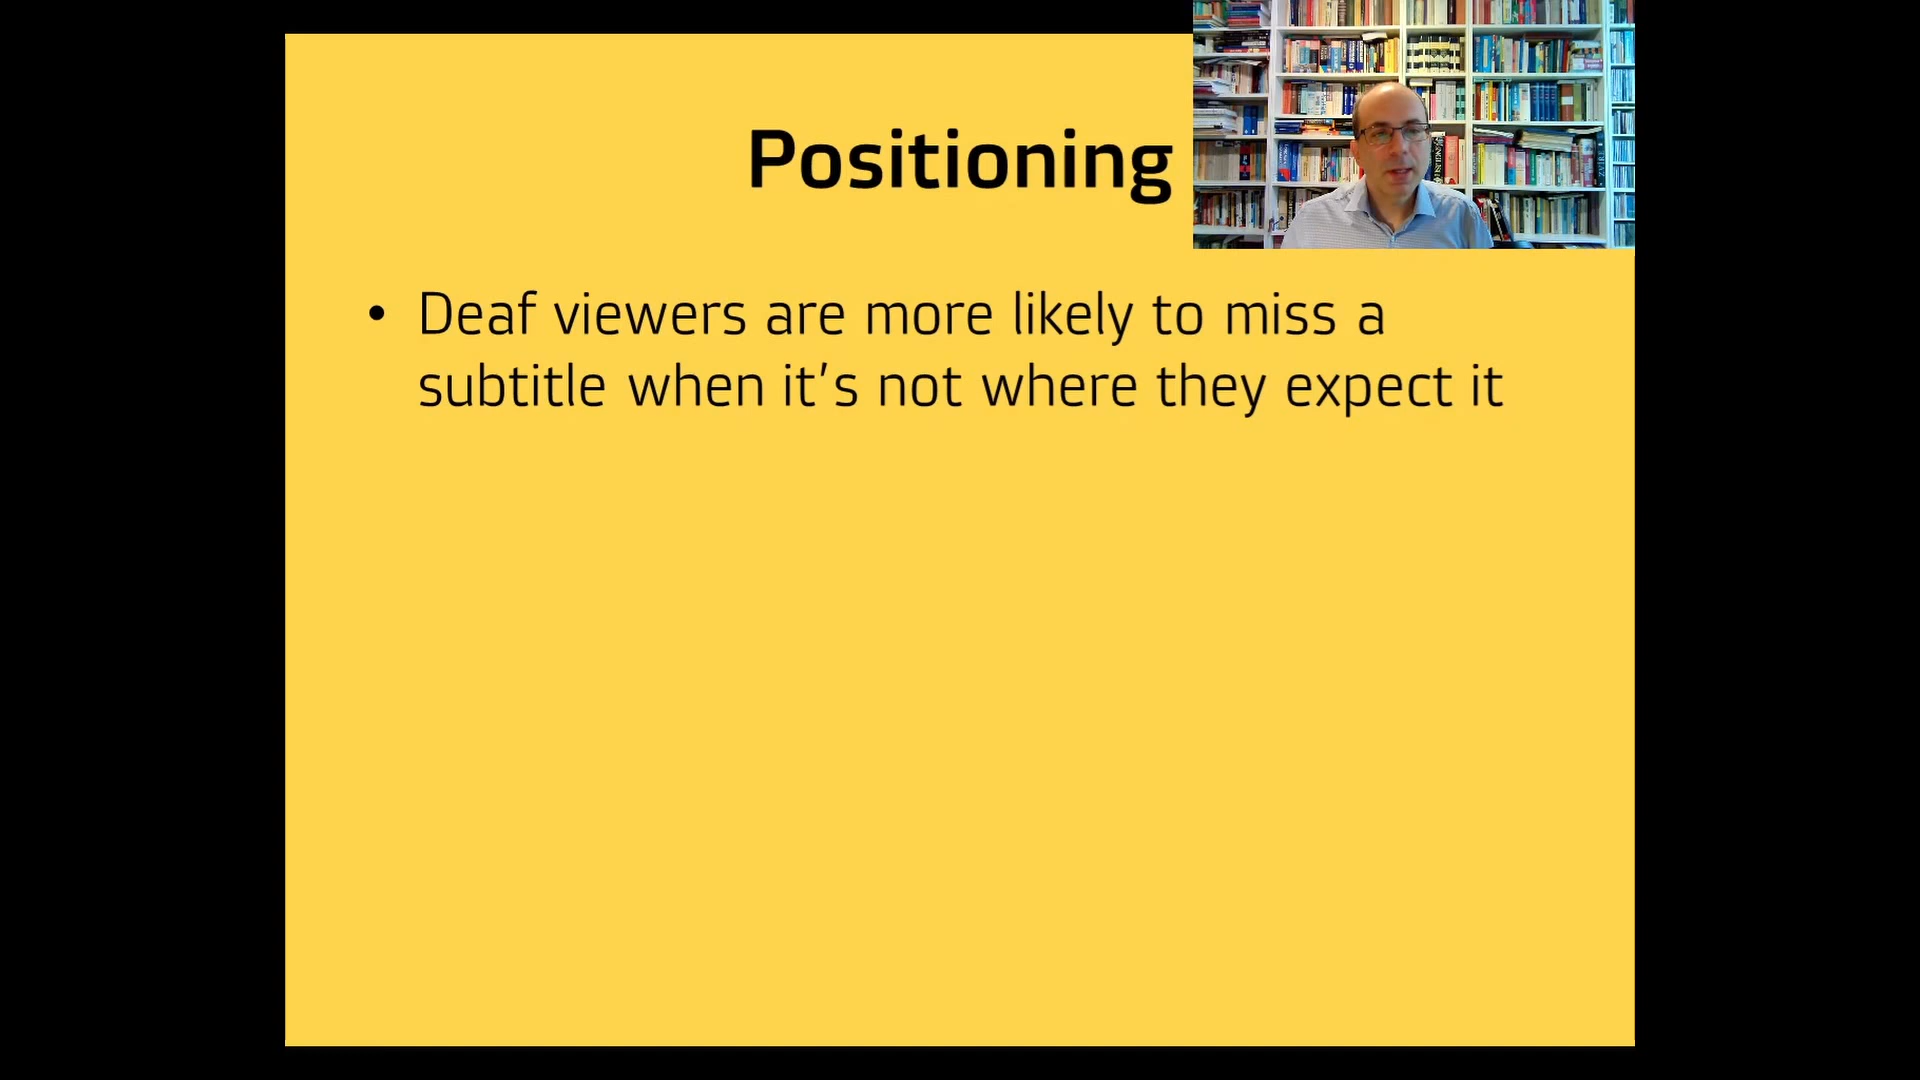 Positioning
• Deaf viewers are more likely to miss a
subtitle when it’s not where they expect it